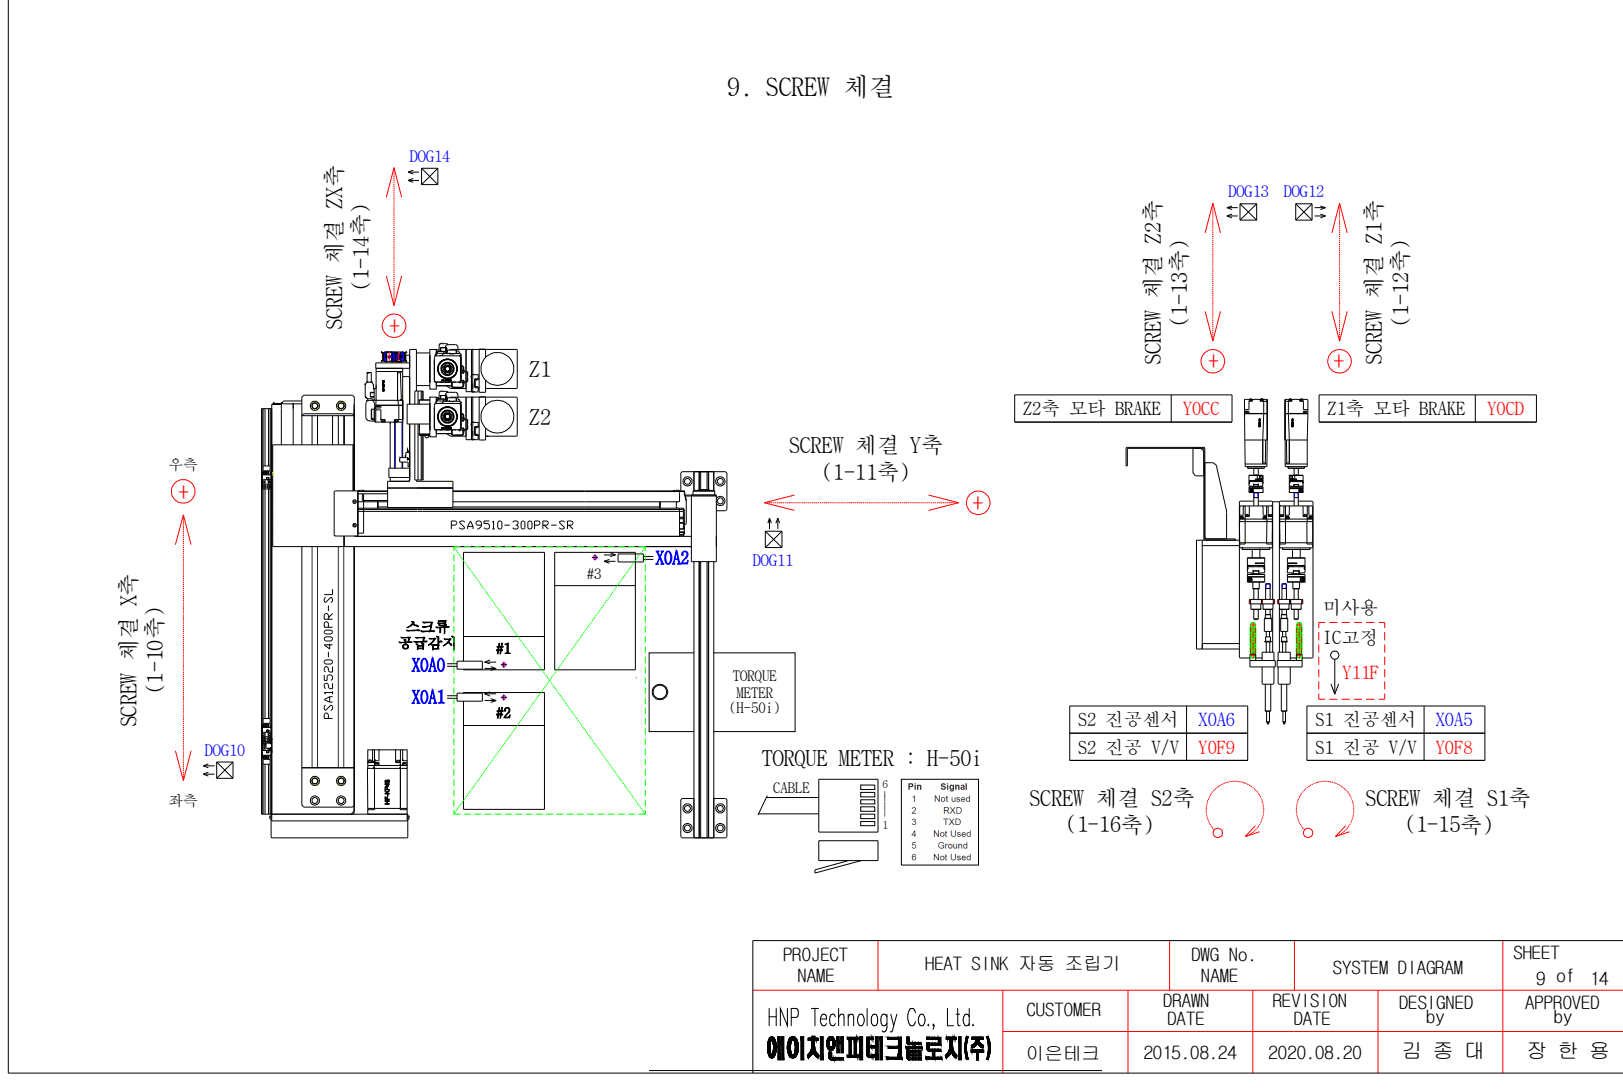 9. SCREW 체결
DOG14
SCREW 체결 ZX축
(1-14축)
Z1
Z2
우측
SCREW 체결 X축
(1-10축)
DOG10
좌측
PSA12520-400PR-SL
PSA9510-300PR-SR
HF-KP43
SCREW 체결 Y축
(1-11축)
DOG11
X0A2
#3
스크류
공급감지
#1
X0A0
X0A1
#2
TORQUE
METER
(H-50i)
TORQUE METER : H-50i
CABLE
6
1
Pin Signal
1 Not used
2 RXD
3 TXD
4 Not Used
5 Ground
6 Not Used
DOG13 DOG12
SCREW 체결 Z2축
(1-13축)
SCREW 체결 Z1축
(1-12축)
Z2축 모타 BRAKE Y0CC
Z1축 모타 BRAKE Y0CD
미사용
IC고정
Y11F
S2 진공센서 X0A6
S2 진공 V/V Y0F9
S1 진공센서 X0A5
S1 진공 V/V Y0F8
SCREW 체결 S2축
(1-16축)
SCREW 체결 S1축
(1-15축)
PROJECT
NAME
HEAT SINK 자동 조립기
DWG No.
NAME
SYSTEM DIAGRAM
SHEET
9 of 14
HNP Technology Co., Ltd.
에이치엔피테크놀로지(주)
CUSTOMER
DRAWN
DATE
REVISION
DATE
DESIGNED
by
APPROVED
by
이은테크
2015.08.24
2020.08.20
김 종 대
장 한 용